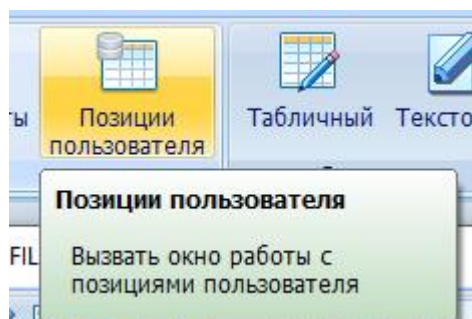 ты
Позиции
пользователя
Табличный
Тексто
Позиции пользователя
FIL
Вызвать окно работы с
позициями пользователя